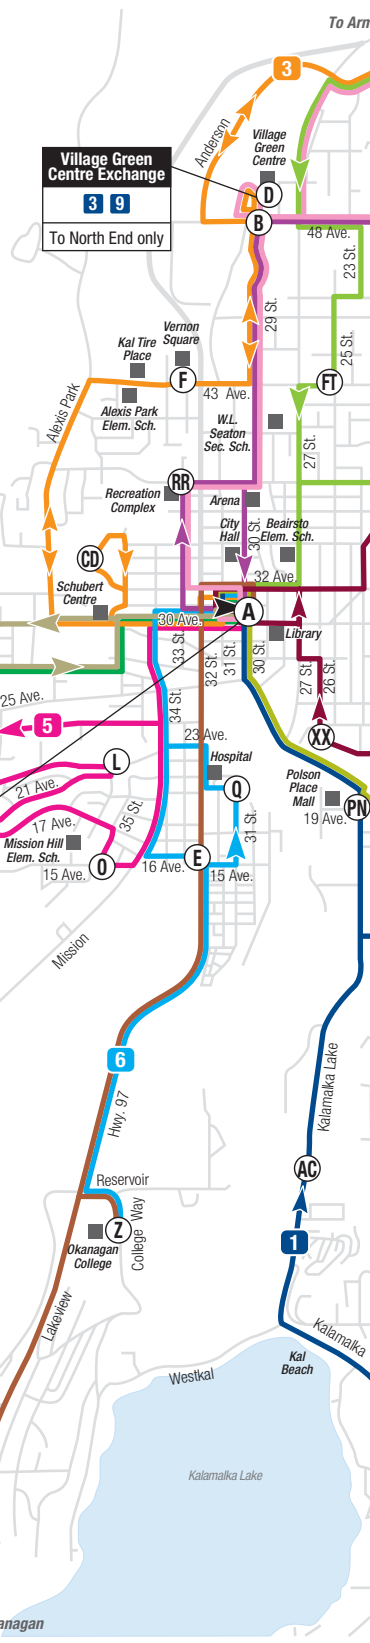 To Arm
3
Anderson
Village
Green
Centre
Village Green
Centre Exchange
3 9
To North End only
D
B
48 Ave.
23 St.
29 St.
25 St.
Vernon
Square
Kal Tire
Place
F
43 Ave.
FT
Alexis Park
Alexis Park
Elem. Sch.
W.L.
Seaton
Sec. Sch.
27 St.
RR
Recreation
Complex
Arena
30 St.
City
Hall
Beairsto
Elem. Sch.
CD
32 Ave.
Schubert
Centre
A
30 Ave.
Library
33 St.
32 St.
31 St.
30 St.
27 St.
26 St.
25 Ave.
34 St.
5
XX
23 Ave.
L
Hospital
21 Ave.
Q
Polson
Place
Mall
PN
19 Ave.
35 St.
17 Ave.
31 St.
Mission Hill
Elem. Sch.
O
E
16 Ave.
15 Ave.
15 Ave.
Mission
6
Kalamalka Lake
Hwy. 97
AC
Reservoir
College Way
Z
Okanagan
College
1
Lakeview
Kalamalka
Kal
Beach
Westkal
Kalamalka Lake
anagan